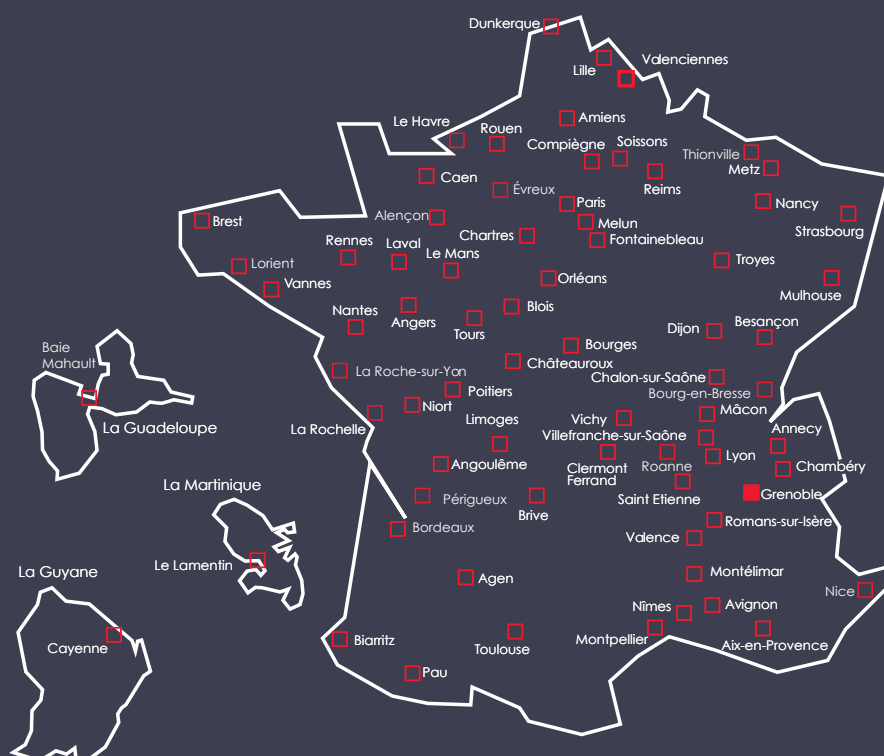 Dunkerque
Valenciennes
Lille
Le Havre
Rouen
Amiens
Compiègne
Soissons
Thionville
Metz
Reims
Caen
Évreux
Paris
Nancy
Alençon
Melun
Strasbourg
Brest
Chartres
Fontainebleau
Rennes
Laval
Le Mans
Troyes
Lorient
Vannes
Orléans
Mulhouse
Nantes
Angers
Tours
Blois
Dijon
Besançon
Baie
Mahault
Bourges
Châteauroux
La Roche-sur-Yon
Chalon-sur-Saône
Poitiers
Bourg-en-Bresse
Niort
Mâcon
La Guadeloupe
La Rochelle
Limoges
Vichy
Annecy
Villefranche-sur-Saône
Lyon
Angoulême
Clermont
Ferrand
Roanne
Chambéry
La Martinique
Périgueux
Brive
Saint Etienne
Grenoble
Bordeaux
Romans-sur-Isère
Valence
Le Lamentin
La Guyane
Agen
Montélimar
Nice
Nîmes
Avignon
Cayenne
Biarritz
Toulouse
Montpellier
Aix-en-Provence
Pau